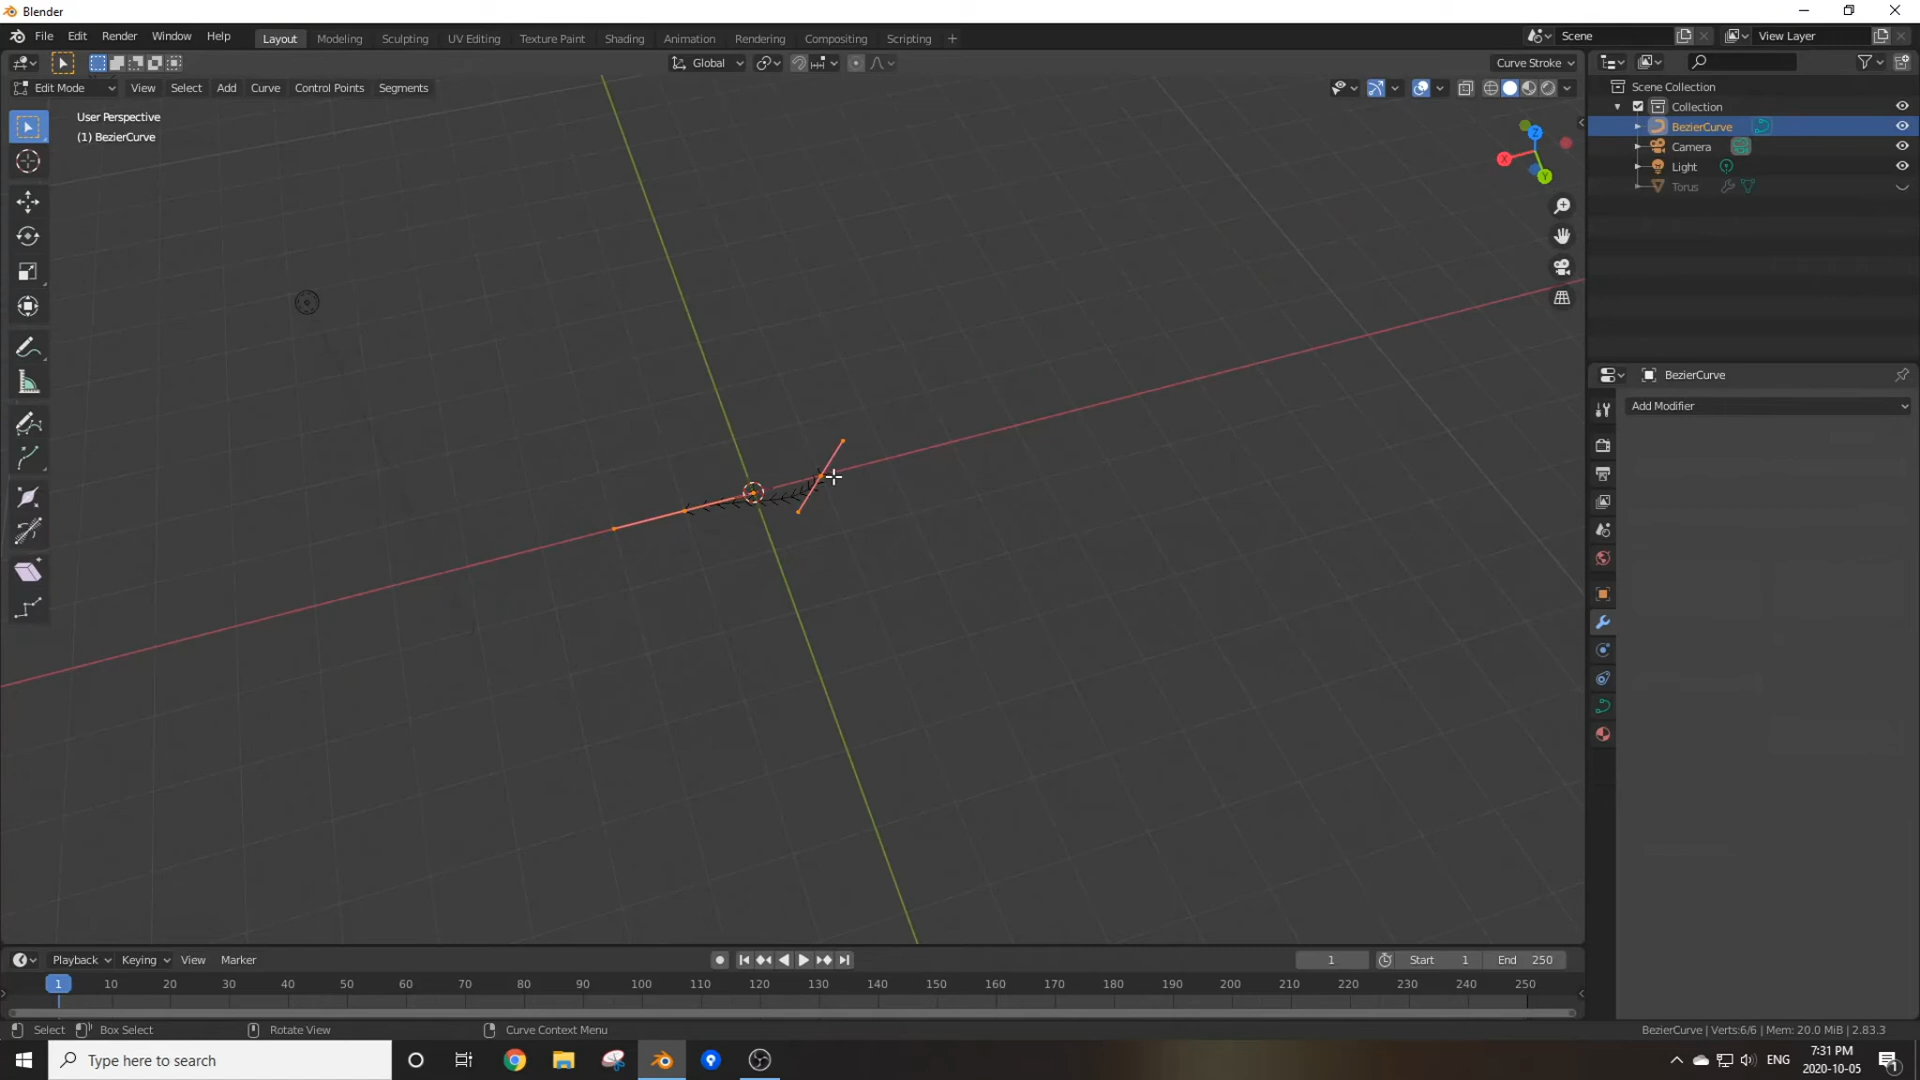 Blender
File Edit Render Window Help
Layout Modeling Sculpting UV Editing Texture Paint Shading Animation Rendering Compositing Scripting +
Scene
View Layer
Global
Curve Stroke
Edit Mode View Select Add Curve Control Points Segments
User Perspective
(1) BezierCurve
Z
X
Y
Scene Collection
Collection
BezierCurve
Camera
Light
Torus
BezierCurve
Add Modifier
Playback Keying View Marker
1
Start 1
End 250
1 10 20 30 40 50 60 70 80 90 100 110 120 130 140 150 160 170 180 190 200 210 220 230 240 250
Select Box Select Rotate View Curve Context Menu
BezierCurve | Verts:6/6 | Mem: 20.0 MiB | 2.83.3
Type here to search
ENG
7:31 PM
2020-10-05
1